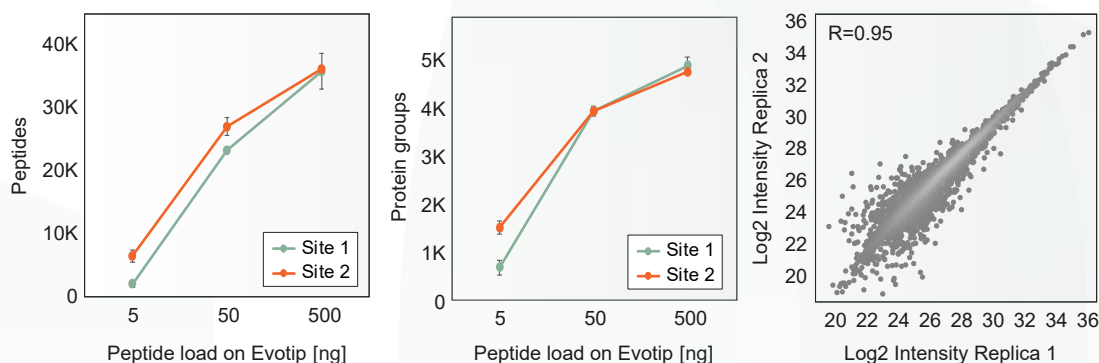 Peptides
40K
30K
20K
10K
0
5
50
500
Peptide load on Evotip [ng]
Site 1
Site 2
Protein groups
5K
4K
3K
2K
1K
0
5
50
500
Peptide load on Evotip [ng]
Site 1
Site 2
Log2 Intensity Replica 2
36
34
32
30
28
26
24
22
20
R=0.95
20 22 24 26 28 30 32 34 36
Log2 Intensity Replica 1